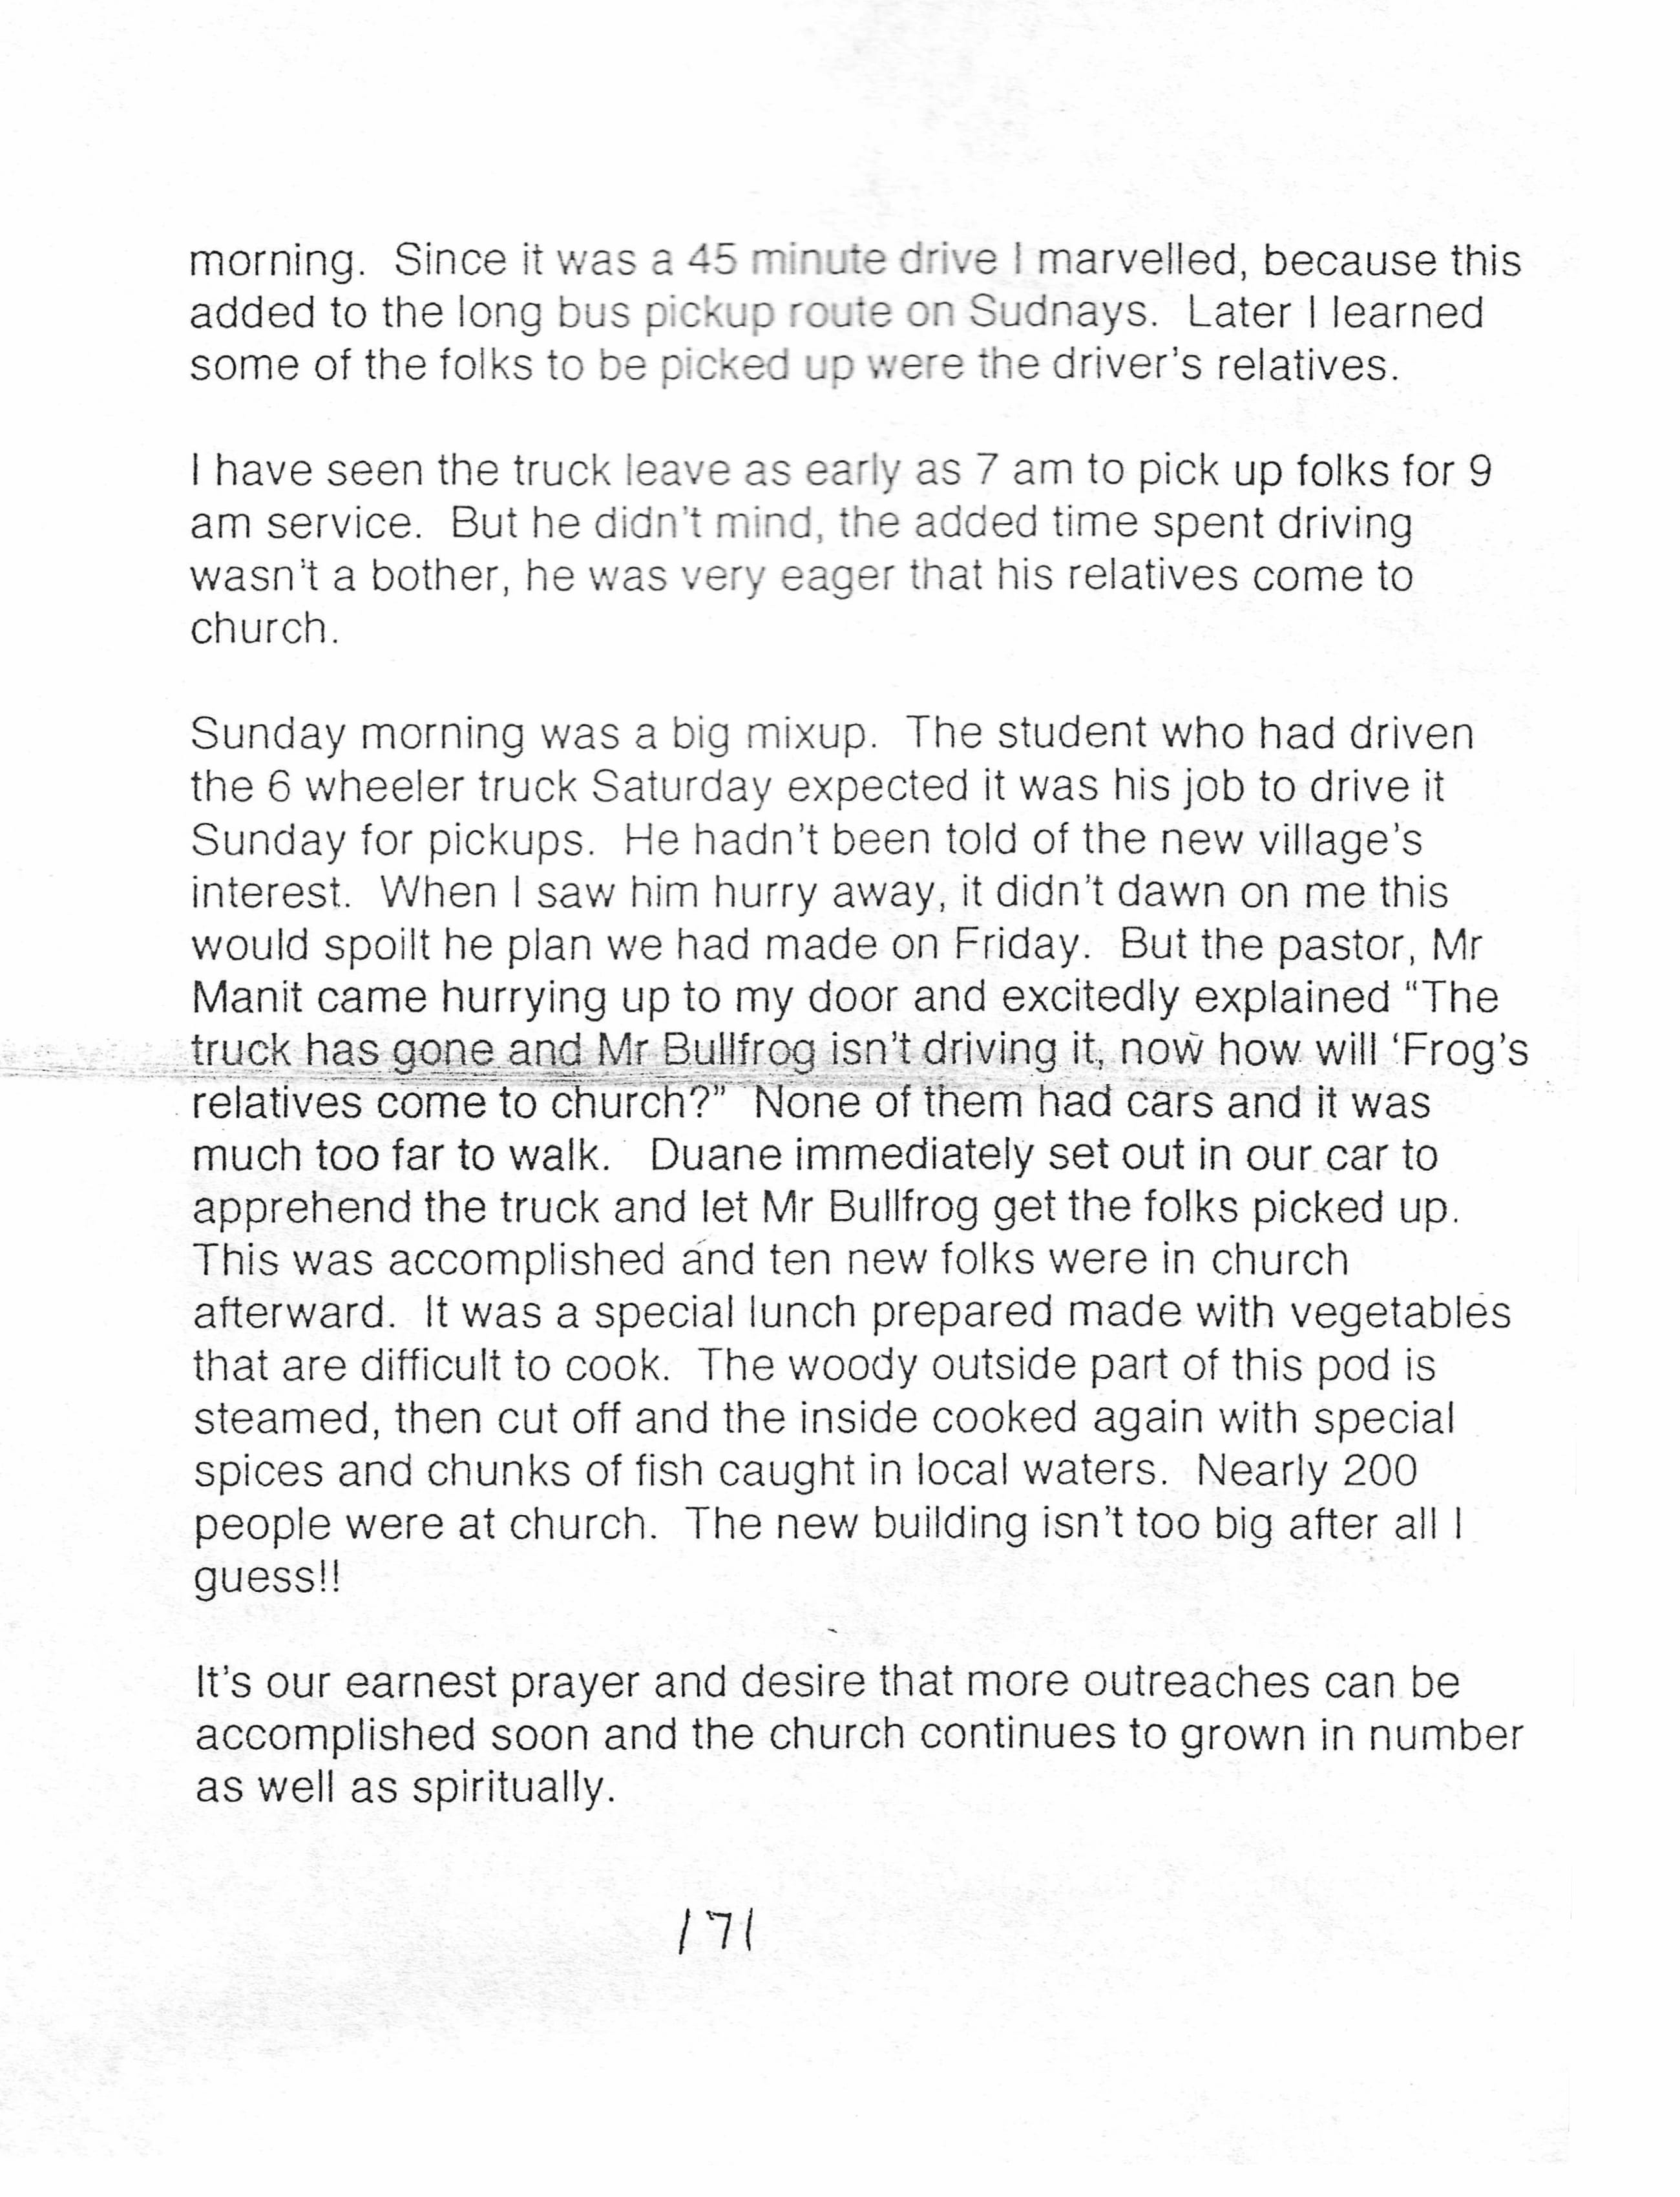 morning.  Since it was a 45 minute drive I marvelled, because this
added to the long bus pickup route on Sudnays.  Later I learned
some of the folks to be picked up were the driver's relatives.

I have seen the truck leave as early as 7 am to pick up folks for 9
am service.  But he didn't mind, the added time spent driving
wasn't a bother, he was very eager that his relatives come to
church.

Sunday morning was a big mixup.  The student who had driven
the 6 wheeler truck Saturday expected it was his job to drive it
Sunday for pickups.  He hadn't been told of the new village's
interest.  When I saw him hurry away, it didn't dawn on me this
would spoilt he plan we had made on Friday.  But the pastor, Mr
Manit came hurrying up to my door and excitedly explained “The
truck has gone and Mr Bullfrog isn't driving it, now how will ‘Frog's
relatives come to church?”  None of them had cars and it was
much too far to walk.  Duane immediately set out in our car to
apprehend the truck and let Mr Bullfrog get the folks picked up.
This was accomplished and ten new folks were in church
afterward.  It was a special lunch prepared made with vegetables
that are difficult to cook.  The woody outside part of this pod is
steamed, then cut off and the inside cooked again with special
spices and chunks of fish caught in local waters.  Nearly 200
people were at church.  The new building isn't too big after all I
guess!!

It's our earnest prayer and desire that more outreaches can be
accomplished soon and the church continues to grown in number
as well as spiritually.

171